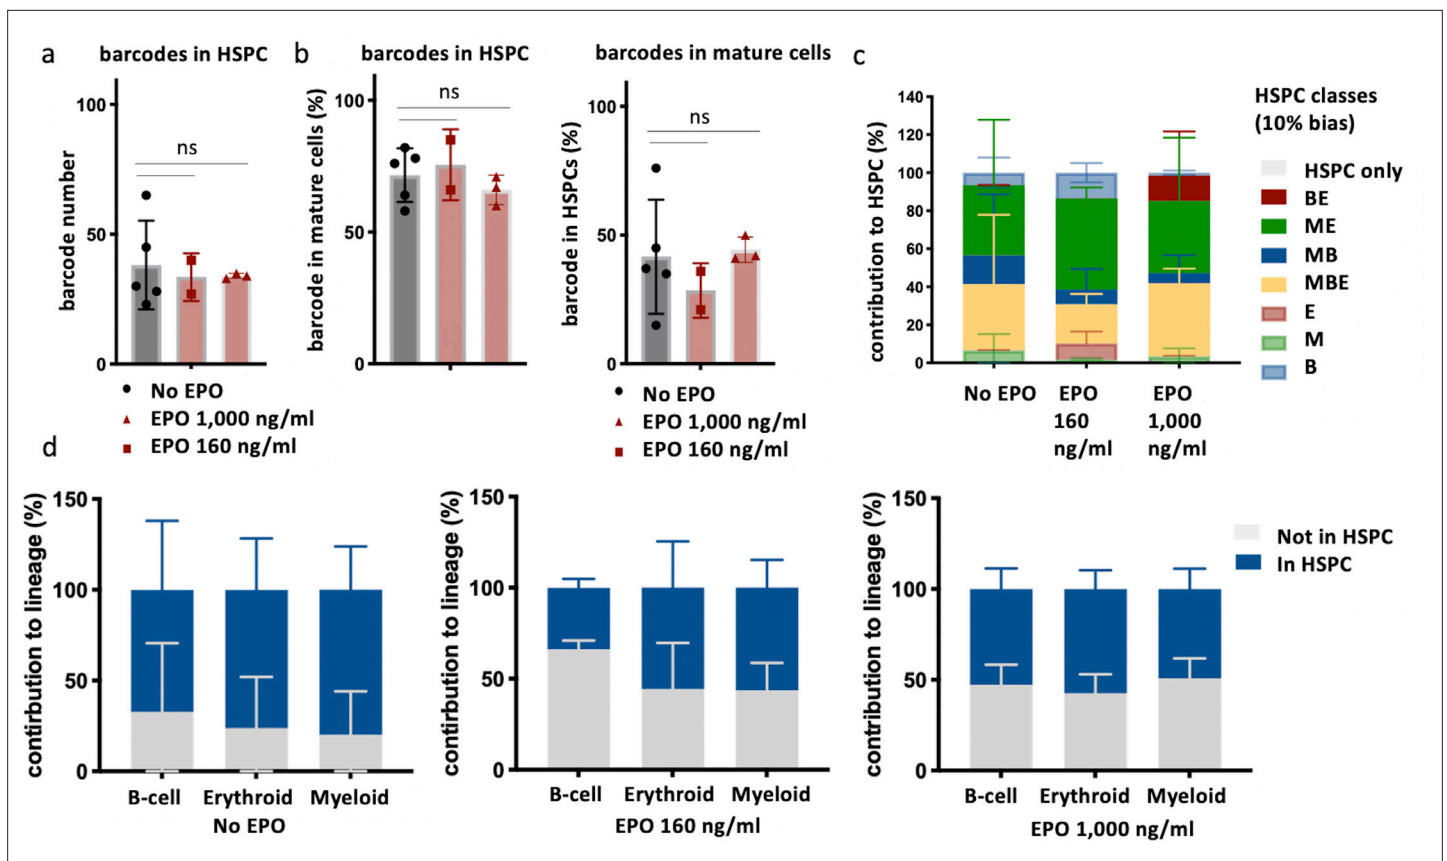 a
barcodes in HSPC
barcode number
100
50
0
ns
No EPO
EPO 1,000 ng/ml
EPO 160 ng/ml
b
barcodes in HSPC
barcode in mature cells (%)
100
50
0
ns
barcodes in mature cells
barcode in HSPCs (%)
100
50
0
ns
No EPO
EPO 1,000 ng/ml
EPO 160 ng/ml
c
contribution to HSPC (%)
140
120
100
80
60
40
20
0
No EPO
EPO
160
ng/ml
EPO
1,000
ng/ml
HSPC classes
(10% bias)
HSPC only
BE
ME
MB
MBE
E
M
B
d
contirbution to lineage (%)
150
100
50
0
B-cell Erythroid Myeloid
No EPO
contirbution to lineage (%)
150
100
50
0
B-cell Erythroid Myeloid
EPO 160 ng/ml
contribution to lineage (%)
150
100
50
0
B-cell Erythroid Myeloid
EPO 1,000 ng/ml
Not in HSPC
In HSPC